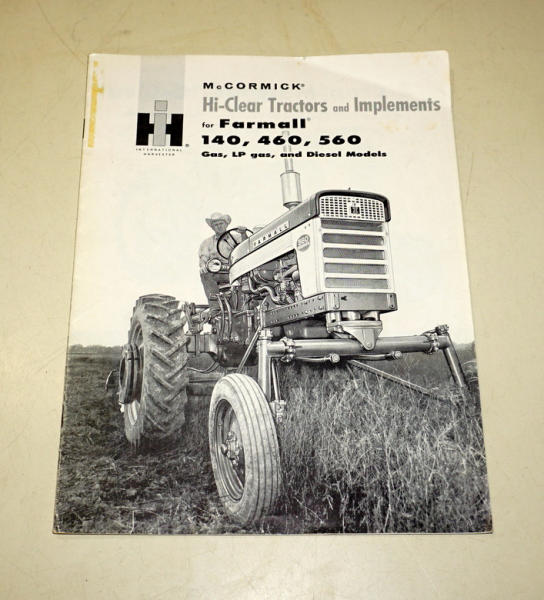 McCORMICK®
Hi-Clear Tractors and Implements
for Farmall®
140, 460, 560
Gas, LP gas, and Diesel Models
IH®
INTERNATIONAL
HARVESTER
FARMALL
560